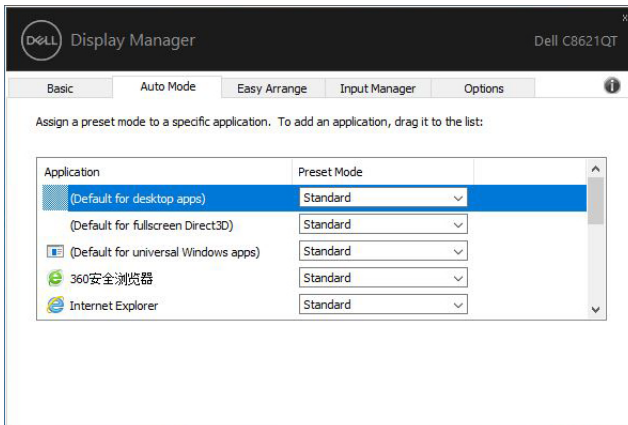 DELL Display Manager
Dell C8621QT
Basic Auto Mode Easy Arrange Input Manager Options
Assign a preset mode to a specific application. To add an application, drag it to the list:
Application Preset Mode
(Default for desktop apps) Standard
(Default for fullscreen Direct3D) Standard
(Default for universal Windows apps) Standard
360安全浏览器 Standard
Internet Explorer Standard